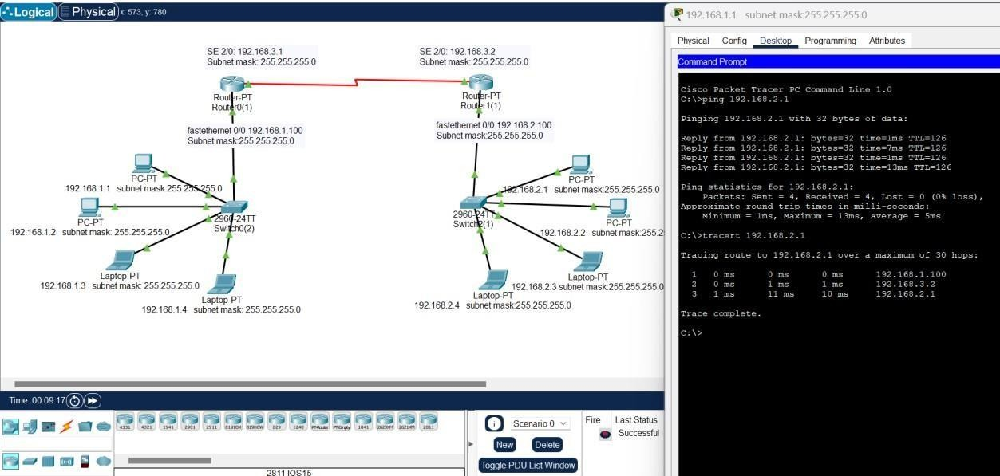 Logical Physical x: 573, y: 780
SE 2/0: 192.168.3.1
Subnet mask: 255.255.255.0
SE 2/0: 192.168.3.2
Subnet mask: 255.255.255.0
Router-PT
Router0(1)
Router-PT
Router1(1)
fastethernet 0/0 192.168.1.100
Subnet mask:255.255.255.0
fastethernet 0/0 192.168.2.100
Subnet mask:255.255.255.0
PC-PT
192.168.1.1 subnet mask:255.255.255.0
PC-PT
192.168.1.2 subnet mask: 255.255.255.0
2960-24TT
Switch0(2)
Laptop-PT
192.168.1.3 subnet mask: 255.255.255.0
Laptop-PT
192.168.1.4 subnet mask: 255.255.255.0
PC-PT
192.168.2.1 subnet mask:255.255.255.0
2960-24TT
Switch2(1)
PC-PT
192.168.2.2 subnet mask:255.255.2
Laptop-PT
192.168.2.3 subnet mask:255.255.255.0
Laptop-PT
192.168.2.4 subnet mask:255.255.255.0
Time: 00:09:17
4331 4321 1941 2901 2911 819IOX 819HGW 829 1240 PT-Router PT-Empty 1841 2620XM 2621XM 2811
2811 IOS15
Scenario 0
New Delete
Toggle PDU List Window
Fire Last Status
Successful
192.168.1.1 subnet mask:255.255.255.0
Physical Config Desktop Programming Attributes
Command Prompt
Cisco Packet Tracer PC Command Line 1.0
C:\>ping 192.168.2.1
Pinging 192.168.2.1 with 32 bytes of data:
Reply from 192.168.2.1: bytes=32 time=1ms TTL=126
Reply from 192.168.2.1: bytes=32 time=7ms TTL=126
Reply from 192.168.2.1: bytes=32 time=1ms TTL=126
Reply from 192.168.2.1: bytes=32 time=13ms TTL=126
Ping statistics for 192.168.2.1:
Packets: Sent = 4, Received = 4, Lost = 0 (0% loss),
Approximate round trip times in milli-seconds:
Minimum = 1ms, Maximum = 13ms, Average = 5ms
C:\>tracert 192.168.2.1
Tracing route to 192.168.2.1 over a maximum of 30 hops:
1 0 ms 0 ms 0 ms 192.168.1.100
2 0 ms 1 ms 1 ms 192.168.3.2
3 1 ms 11 ms 10 ms 192.168.2.1
Trace complete.
C:\>